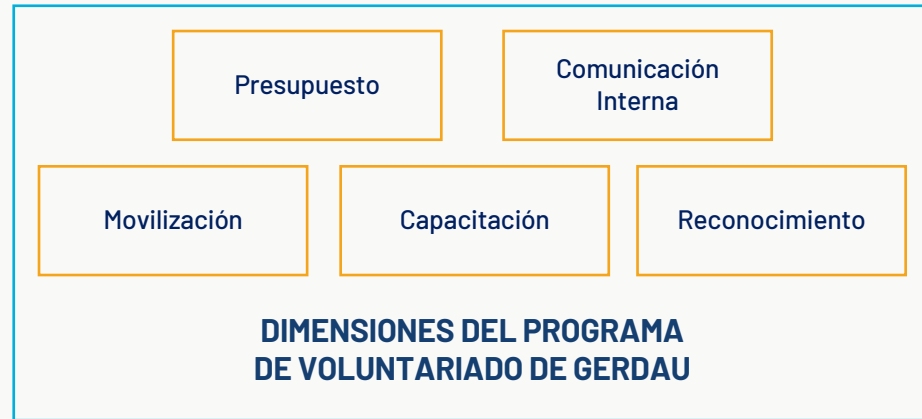 Presupuesto
Comunicación
Interna
Movilización
Capacitación
Reconocimiento
DIMENSIONES DEL PROGRAMA
DE VOLUNTARIADO DE GERDAU